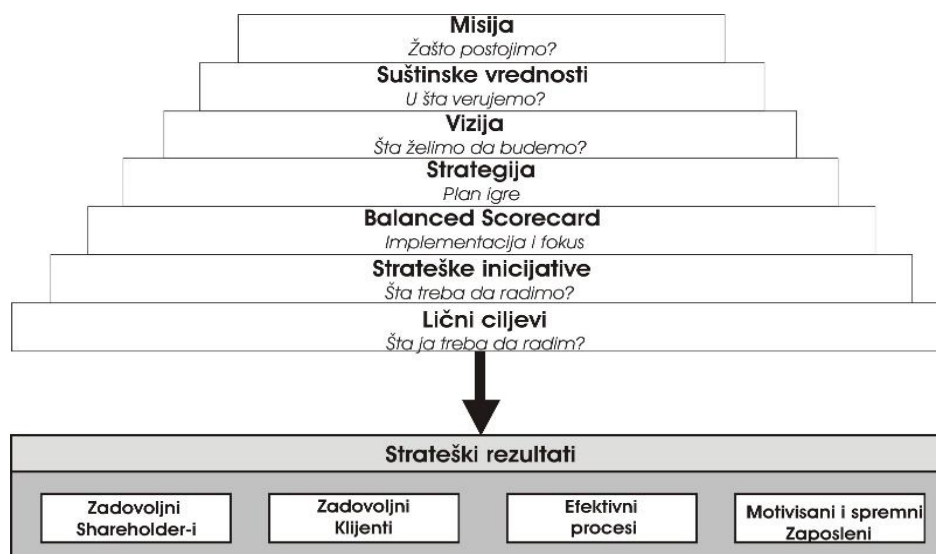 Misija
Žašto postojimo?
Suštinske vrednosti
U šta verujemo?
Vizija
Šta želimo da budemo?
Strategija
Plan igre
Balanced Scorecard
Implementacija i fokus
Strateške inicijative
Šta treba da radimo?
Lični ciljevi
Šta ja treba da radim?
Strateški rezultati
Zadovoljni
Shareholder-i
Zadovoljni
Klijenti
Efektivni
procesi
Motivisani i spremni
Zaposleni